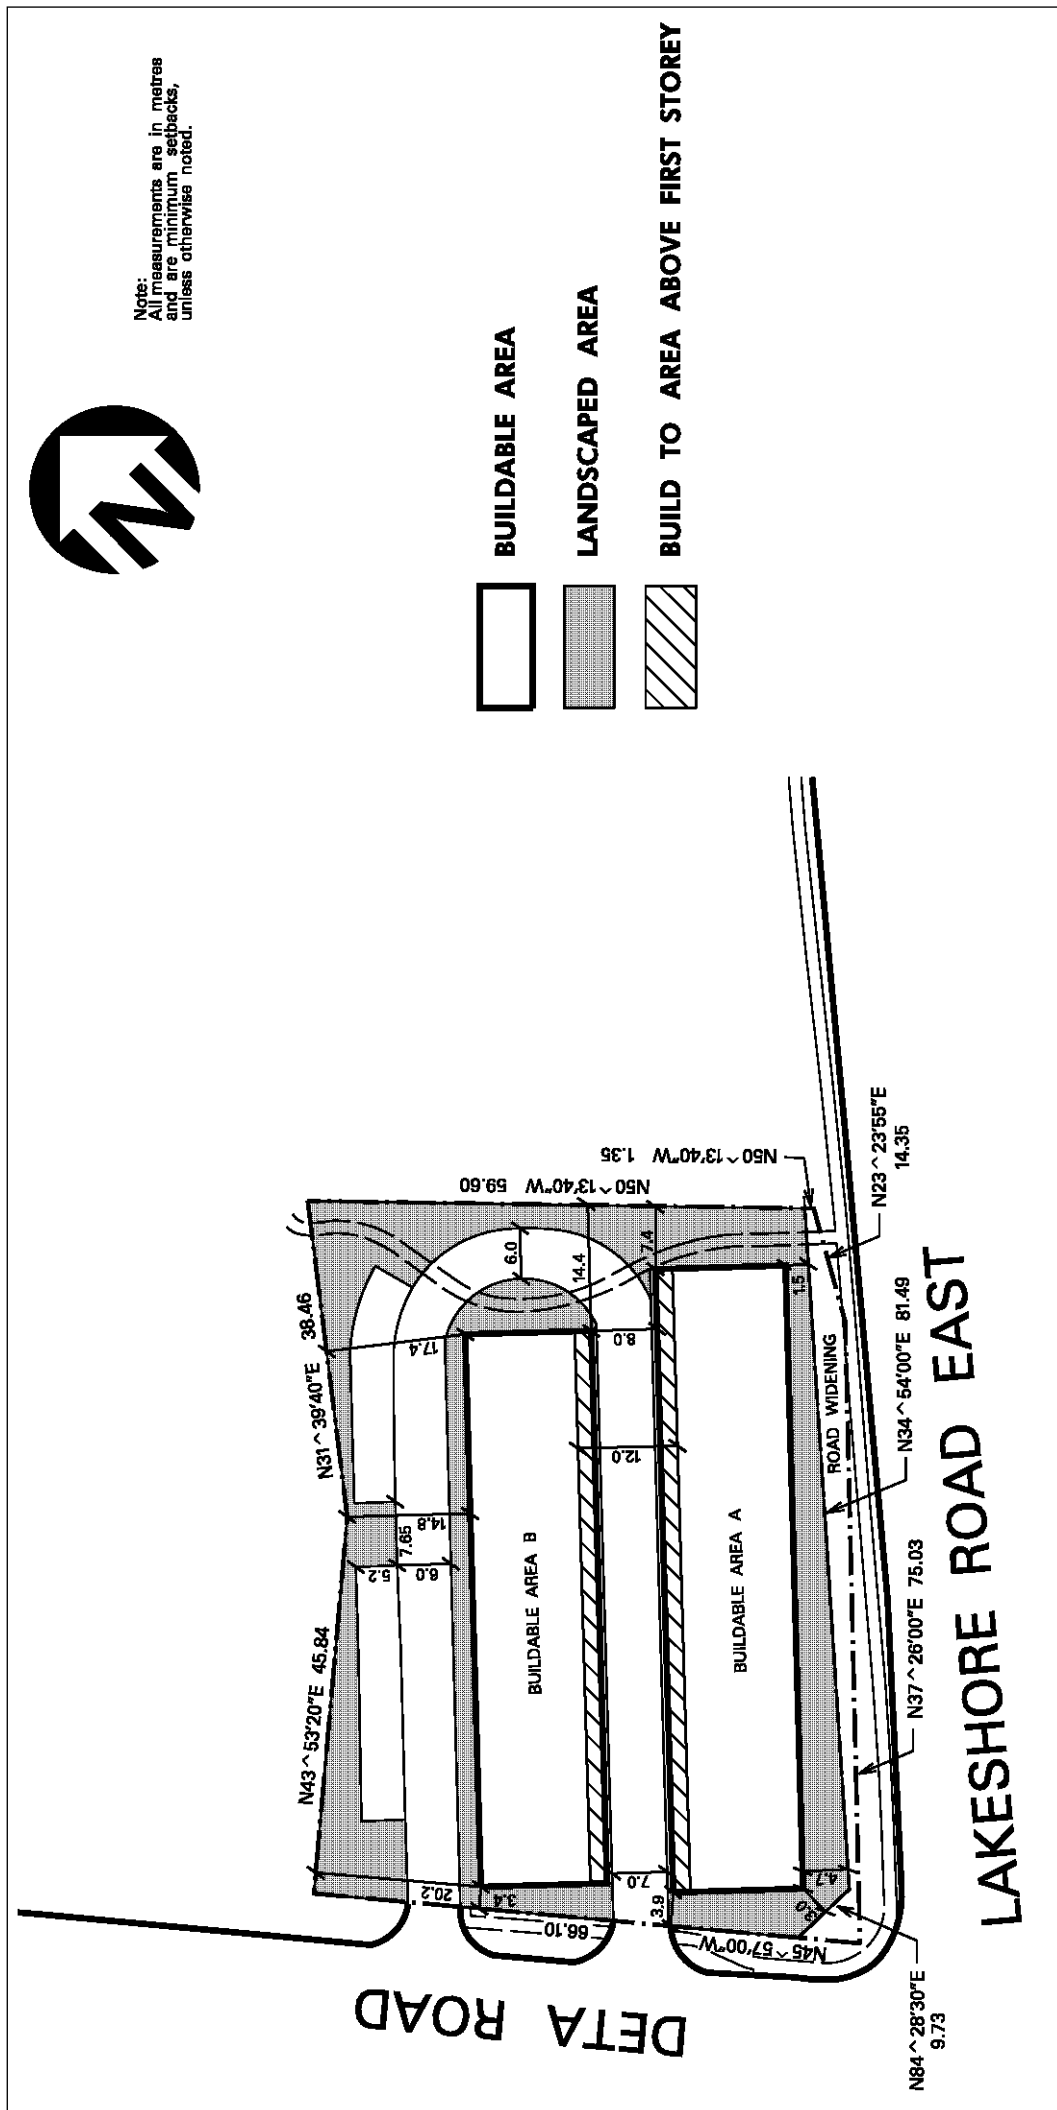 Note:
All measurements are in metres
and are minimum setbacks,
unless otherwise noted.
N
BUILDABLE AREA
LANDSCAPED AREA
BUILD TO AREA ABOVE FIRST STOREY
N43^53'20"E 45.84
N31^39'40"E 38.46
N50^13'40"W 59.60
N50^13'40"W 1.35
N23^23'55"E
14.35
N34^54'00"E 81.49
N37^26'00"E 75.03
N84^28'30"E
9.73
N45^57'00"W
66.10
20.2
3.4
5.2
6.0
7.65
14.8
17.4
6.0
14.4
7.4
8.0
12.0
7.0
3.9
4.7
1.5
BUILDABLE AREA B
BUILDABLE AREA A
ROAD WIDENING
DETA ROAD
LAKESHORE ROAD EAST